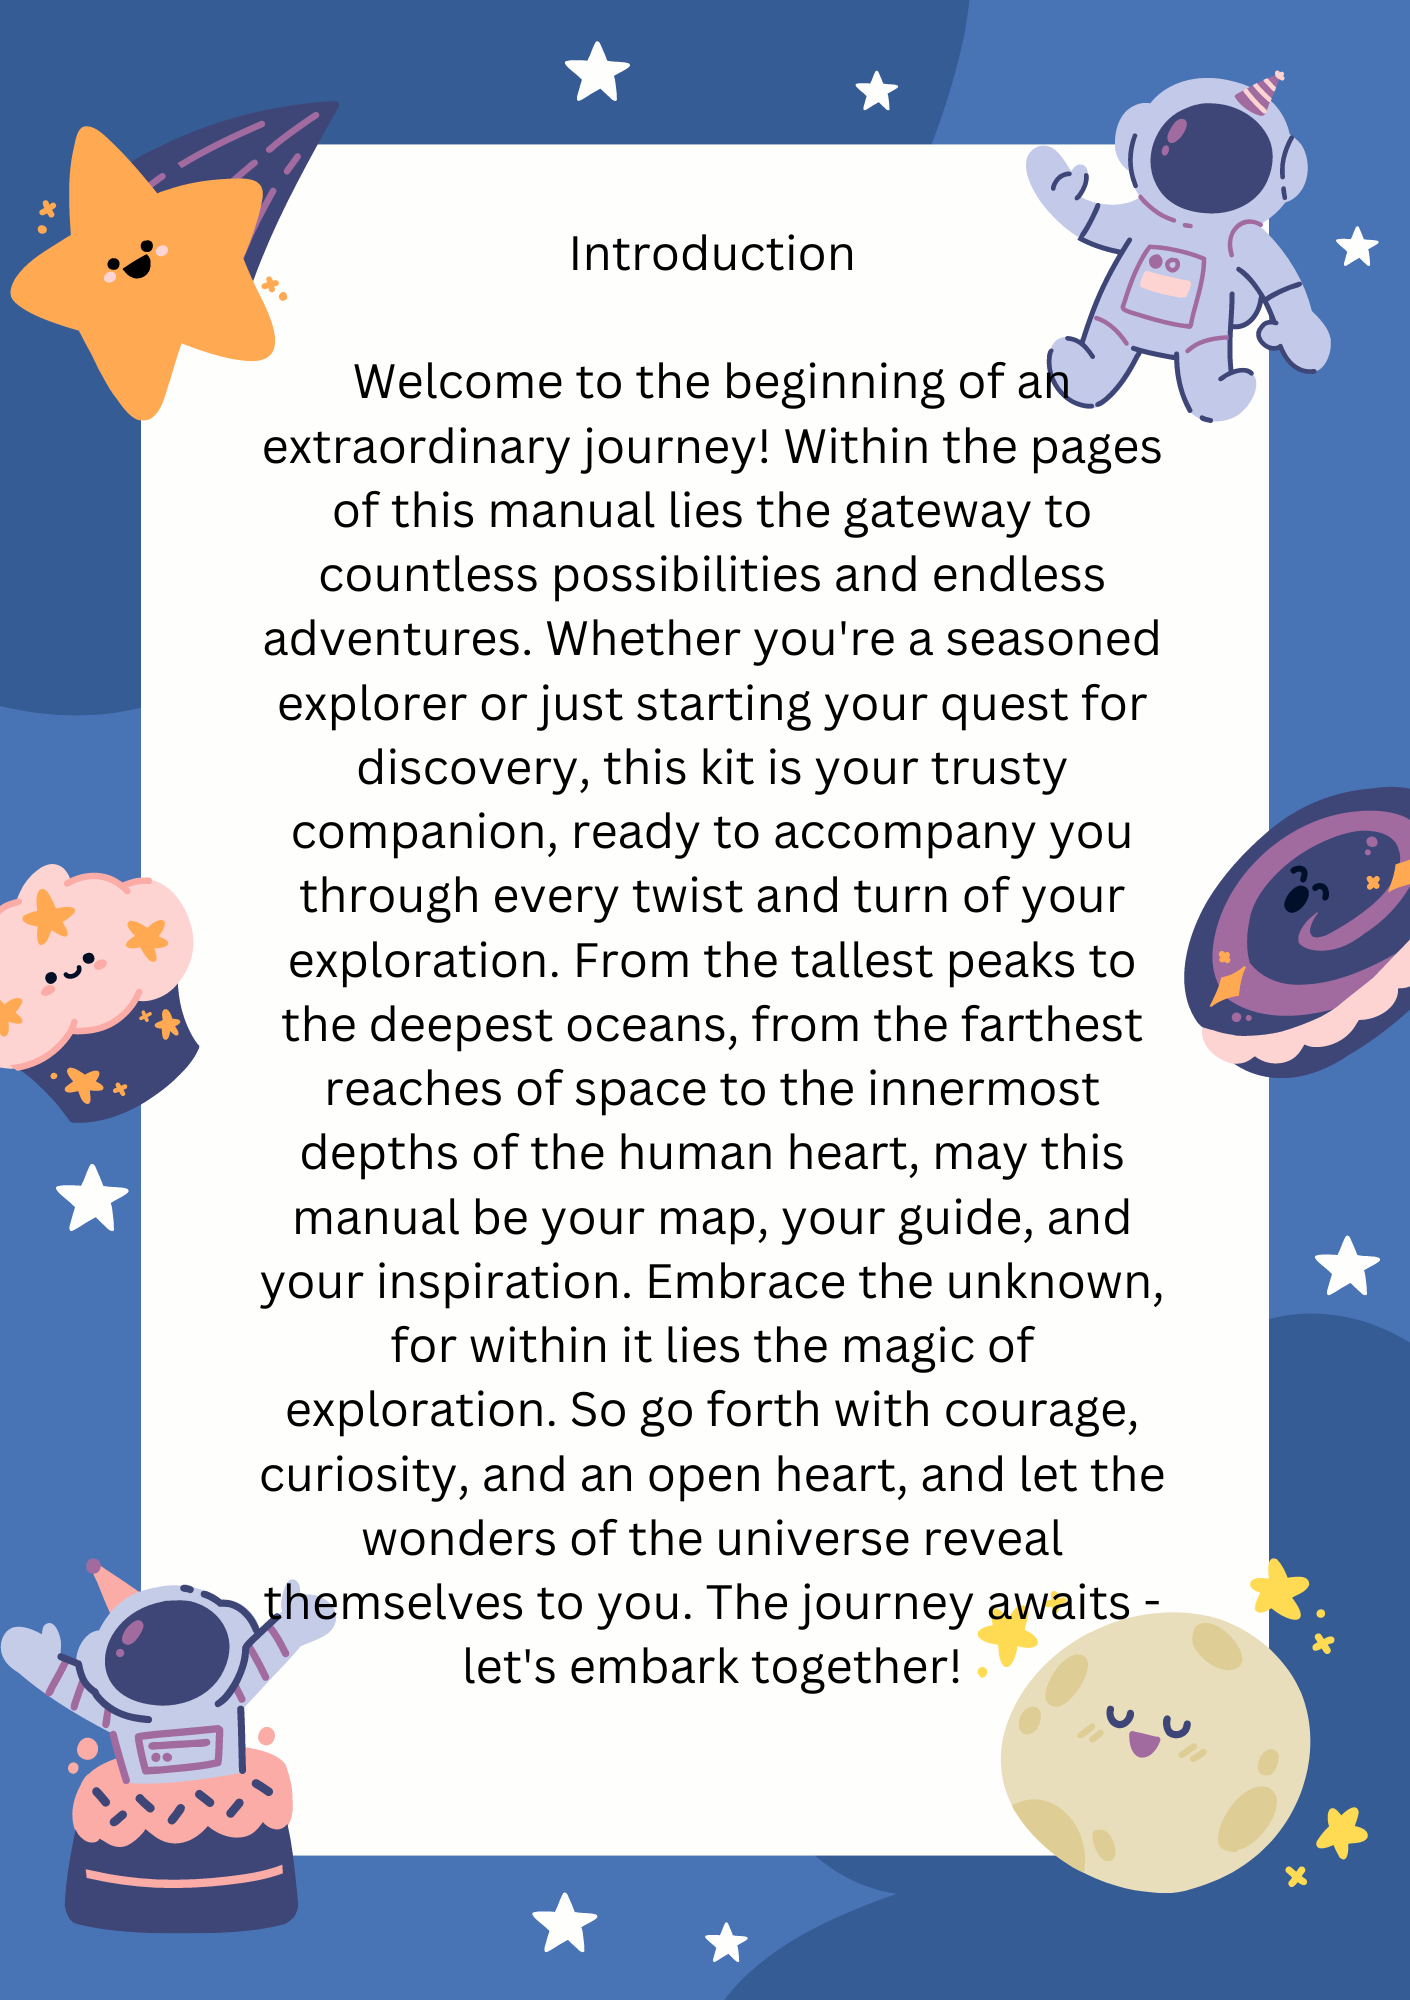 Introduction
Welcome to the beginning of an
extraordinary journey! Within the pages
of this manual lies the gateway to
countless possibilities and endless
adventures. Whether you're a seasoned
explorer or just starting your quest for
discovery, this kit is your trusty
companion, ready to accompany you
through every twist and turn of your
exploration. From the tallest peaks to
the deepest oceans, from the farthest
reaches of space to the innermost
depths of the human heart, may this
manual be your map, your guide, and
your inspiration. Embrace the unknown,
for within it lies the magic of
exploration. So go forth with courage,
curiosity, and an open heart, and let the
wonders of the universe reveal
themselves to you. The journey awaits -
let's embark together!